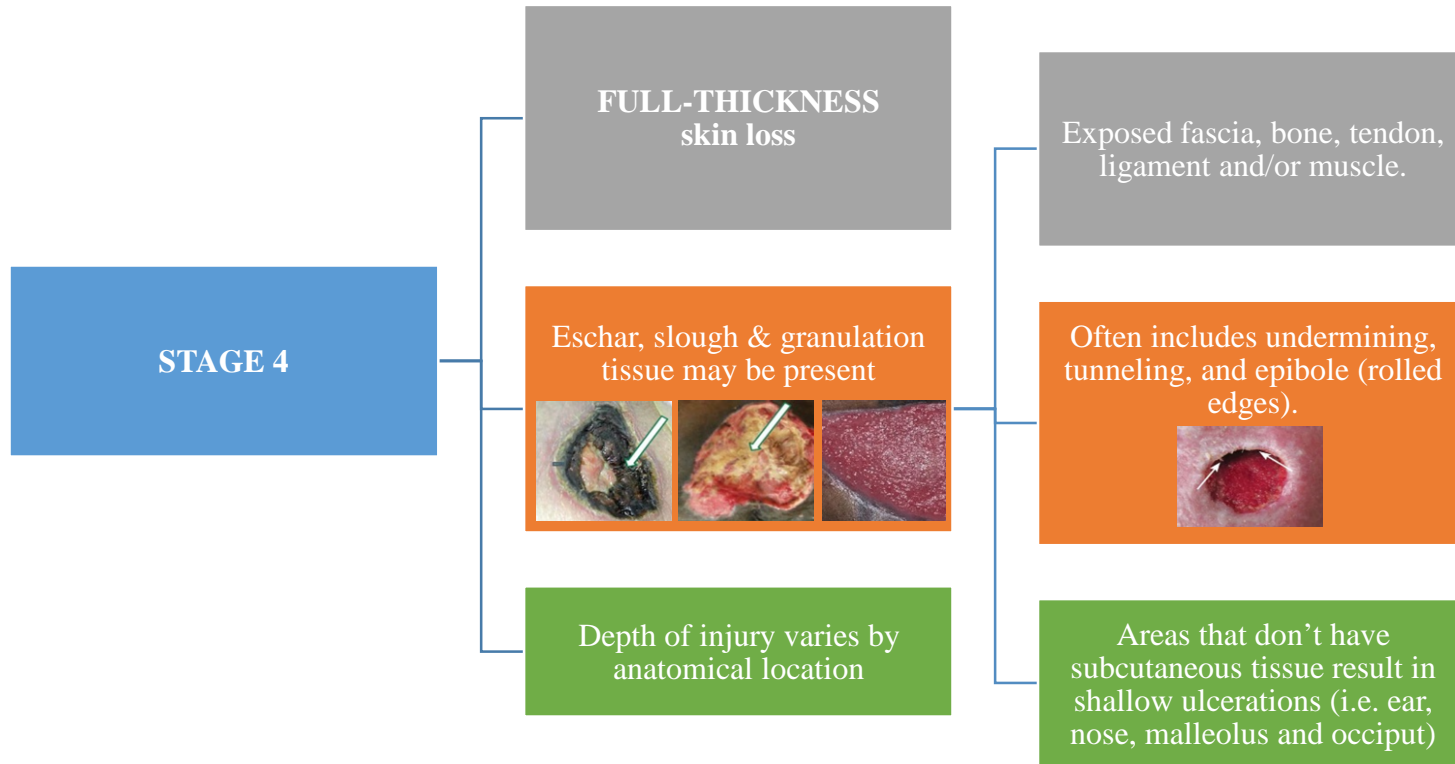 STAGE 4
FULL-THICKNESS
skin loss
Eschar, slough & granulation
tissue may be present
Depth of injury varies by
anatomical location
Exposed fascia, bone, tendon,
ligament and/or muscle.
Often includes undermining,
tunneling, and epibole (rolled
edges).
Areas that don’t have
subcutaneous tissue result in
shallow ulcerations (i.e. ear,
nose, malleolus and occiput)